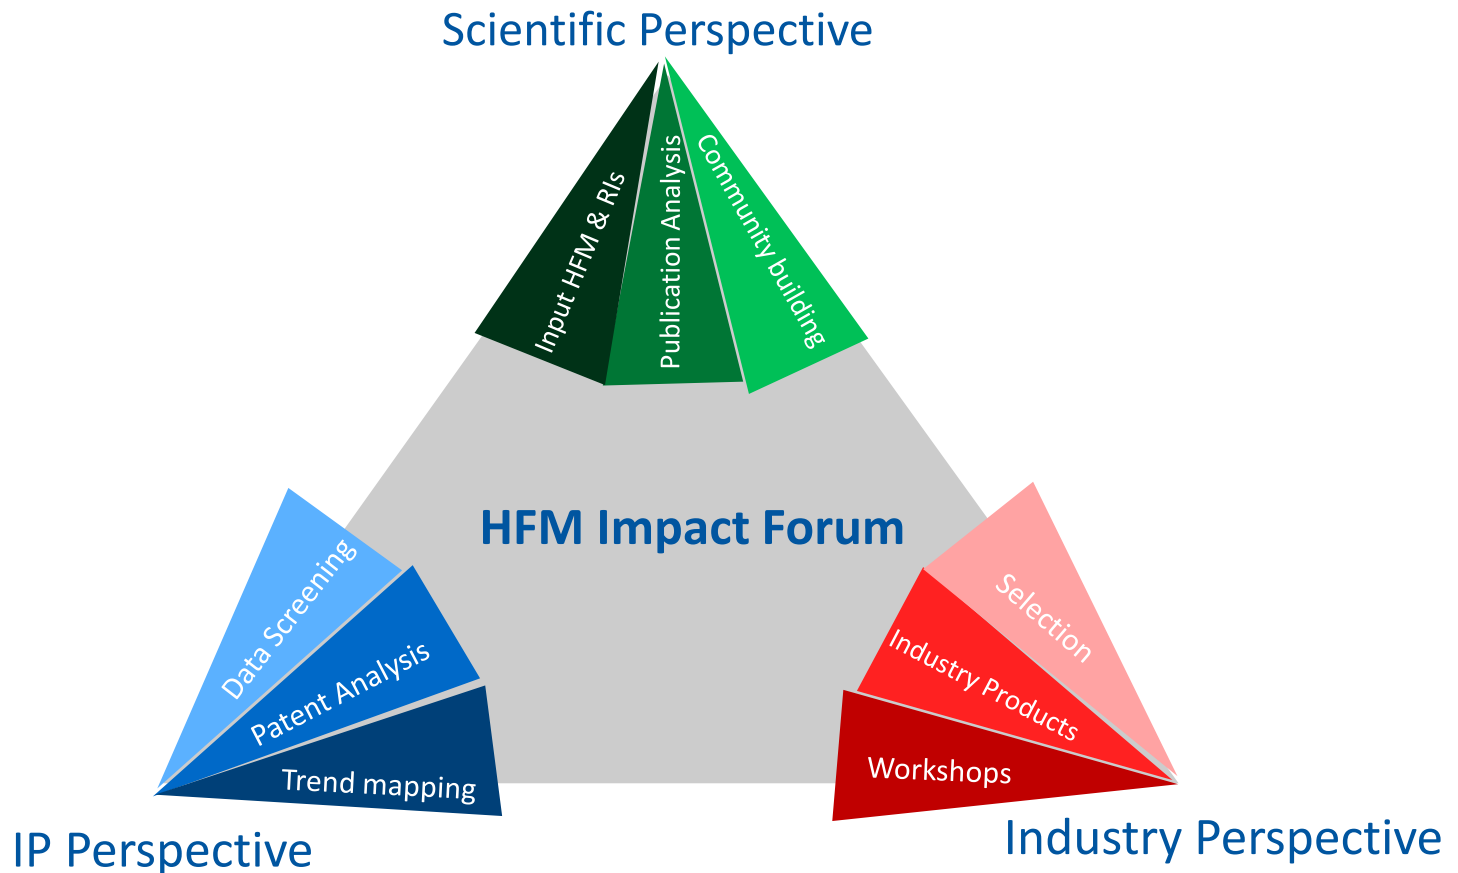 Scientific Perspective
Input HFM & RIs
Publication Analysis
Community building
HFM Impact Forum
Data Screening
Patent Analysis
Trend mapping
Selection
Industry Products
Workshops
IP Perspective
Industry Perspective